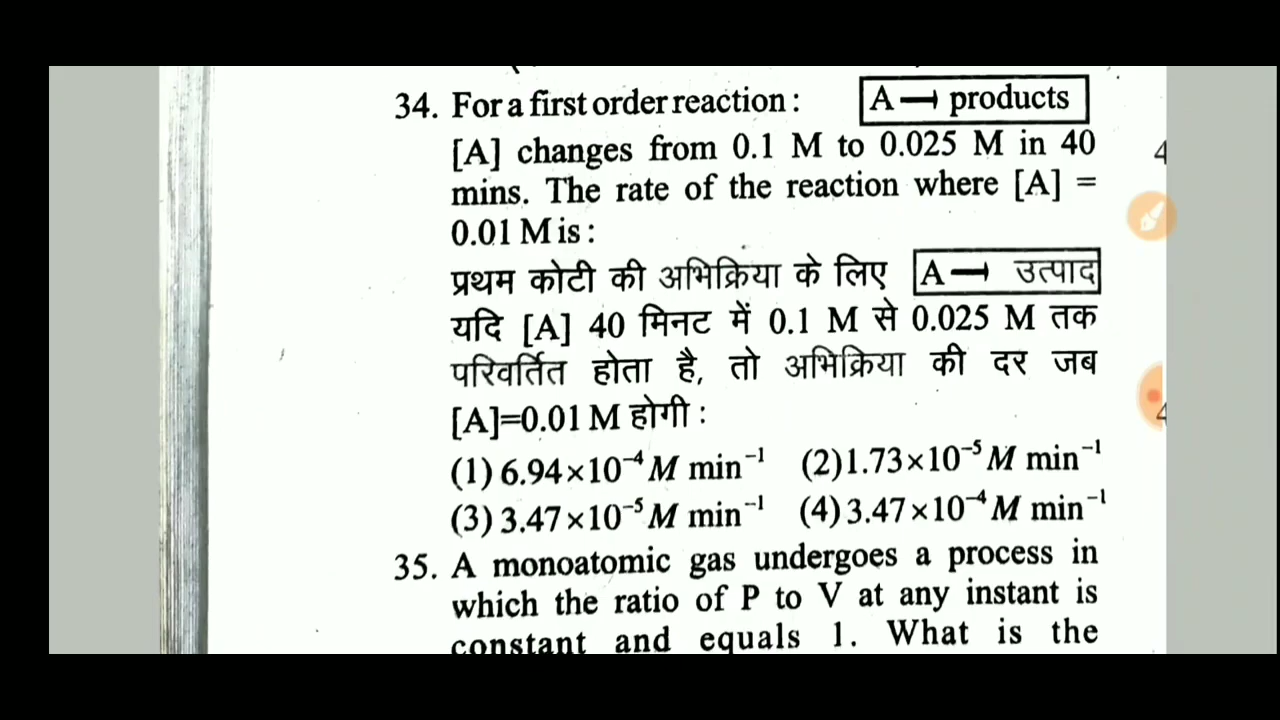 34. For a first order reaction : A → products
[A] changes from 0.1 M to 0.025 M in 40
mins. The rate of the reaction where [A] =
0.01 M is :
प्रथम कोटी की अभिक्रिया के लिए A → उत्पाद
यदि [A] 40 मिनट में 0.1 M से 0.025 M तक
परिवर्तित होता है, तो अभिक्रिया की दर जब
[A]=0.01 M होगी :
(1) 6.94×10⁻⁴ M min⁻¹ (2)1.73×10⁻⁵ M min⁻¹
(3) 3.47×10⁻⁵ M min⁻¹ (4) 3.47×10⁻⁴ M min⁻¹
35. A monoatomic gas undergoes a process in
which the ratio of P to V at any instant is
constant and equals 1. What is the